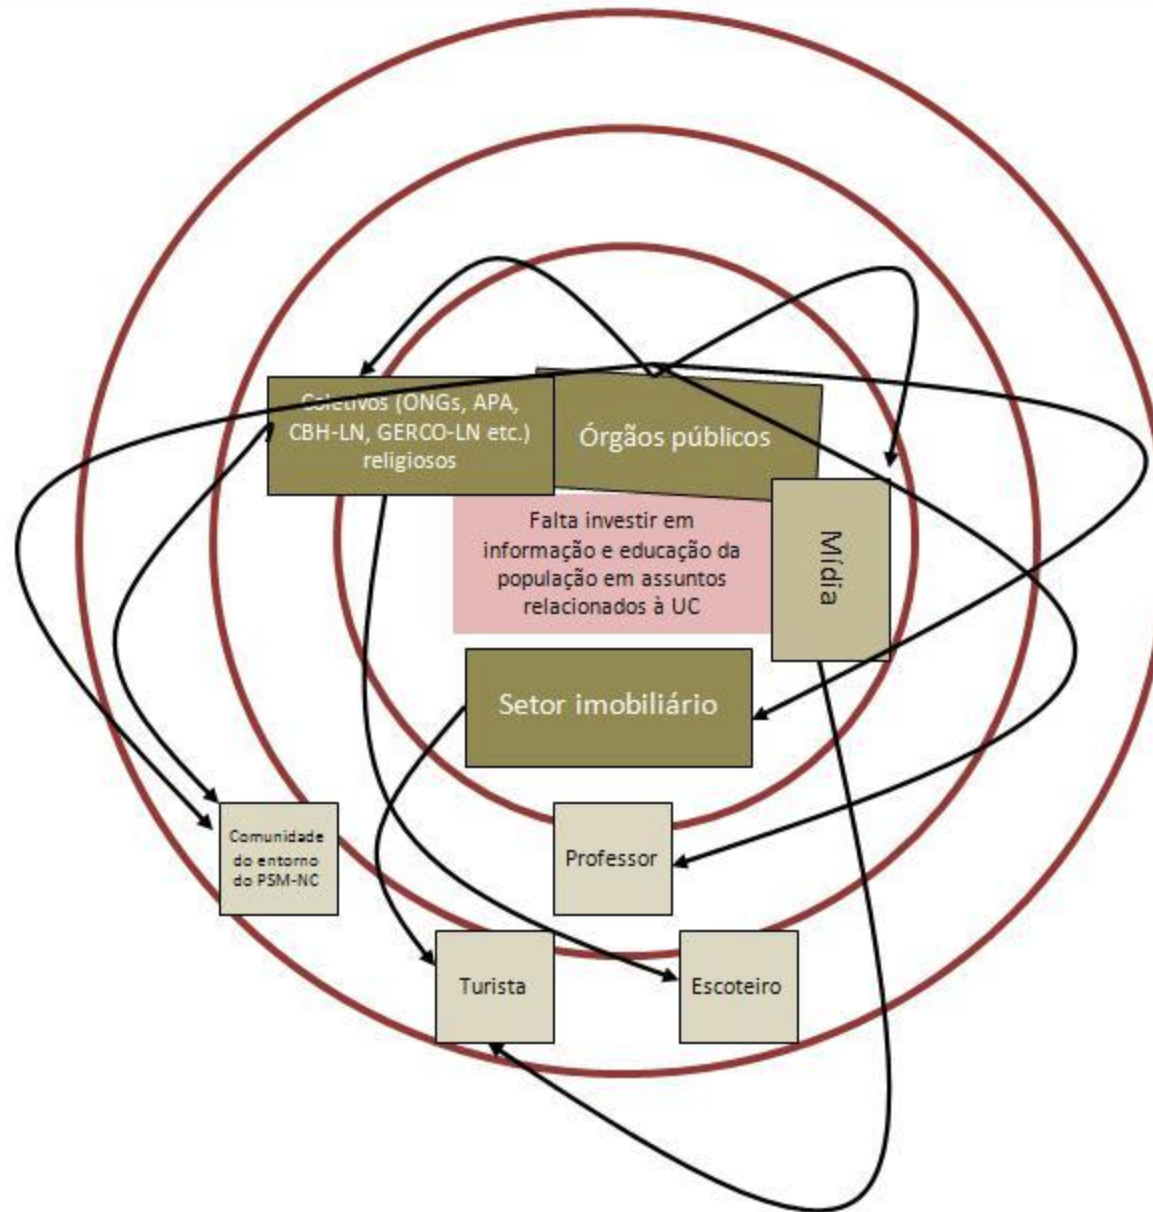 Coletivos (ONGs, APA,
CBH-LN, GERCO-LN etc.)
religiosos
Órgãos públicos
Falta investir em
informação e educação da
população em assuntos
relacionados à UC
Mídia
Setor imobiliário
Comunidade
do entorno
do PSM-NC
Professor
Turista
Escoteiro